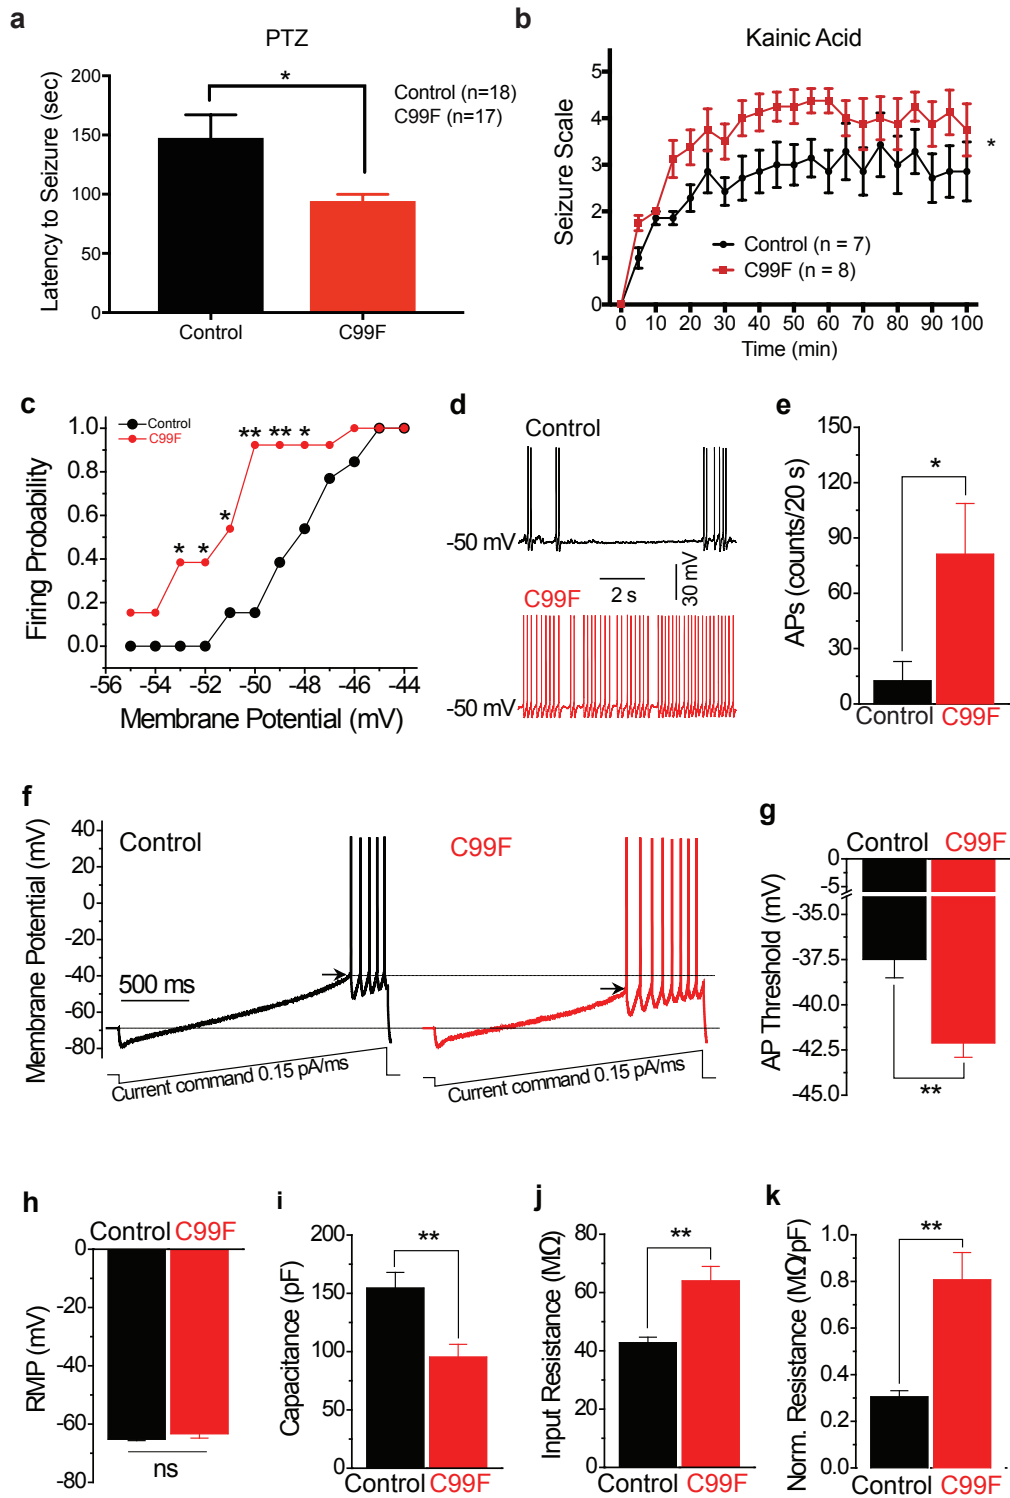 a
PTZ
Latency to Seizure (sec)
200
150
100
50
0
*
Control (n=18)
C99F (n=17)
Control
C99F
b
Kainic Acid
Seizure Scale
5
4
3
2
1
0
*
Control (n = 7)
C99F (n = 8)
0 10 20 30 40 50 60 70 80 90 100
Time (min)
c
Control
C99F
Firing Probability
1.0
0.8
0.6
0.4
0.2
0.0
* * * ** ** *
-56 -54 -52 -50 -48 -46 -44
Membrane Potential (mV)
d
Control
-50 mV
2 s
30 mV
C99F
-50 mV
e
APs (counts/20 s)
150
120
90
60
30
0
*
Control C99F
f
Membrane Potential (mV)
40
20
0
-20
-40
-60
-80
Control
C99F
500 ms
Current command 0.15 pA/ms
Current command 0.15 pA/ms
g
Control C99F
AP Threshold (mV)
0
-5
-35.0
-37.5
-40.0
-42.5
-45.0
**
h
Control C99F
RMP (mV)
0
-20
-40
-60
-80
ns
i
Capacitance (pF)
200
150
100
50
0
**
Control C99F
j
Input Resistance (MΩ)
80
60
40
20
0
**
Control C99F
k
Norm. Resistance (MΩ/pF)
1.0
0.8
0.6
0.4
0.2
0.0
**
Control C99F